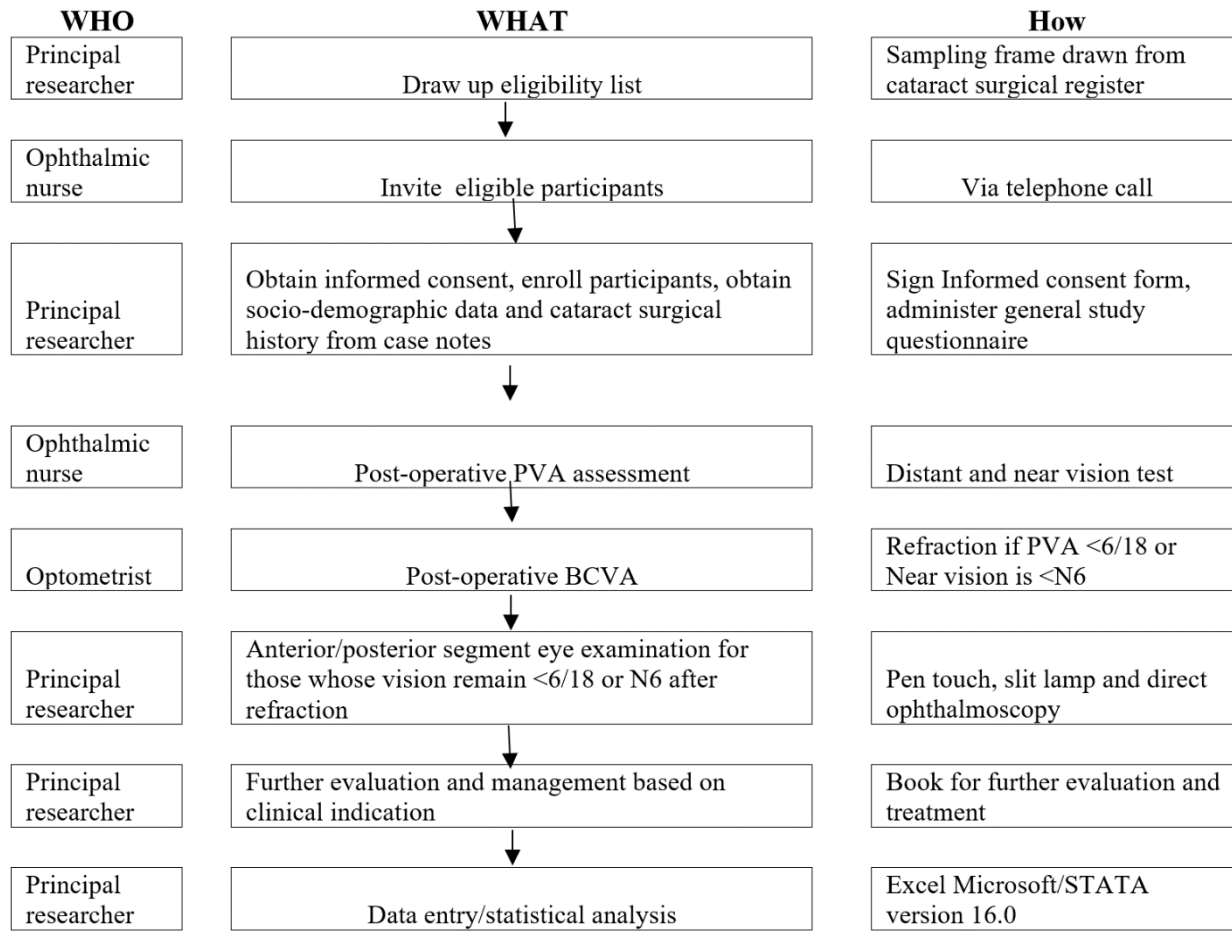 WHO WHAT How
Principal
researcher
Draw up eligibility list
Sampling frame drawn from
cataract surgical register
Ophthalmic
nurse
Invite eligible participants
Via telephone call
Principal
researcher
Obtain informed consent, enroll participants, obtain
socio-demographic data and cataract surgical
history from case notes
Sign Informed consent form,
administer general study
questionnaire
Ophthalmic
nurse
Post-operative PVA assessment
Distant and near vision test
Optometrist
Post-operative BCVA
Refraction if PVA <6/18 or
Near vision is <N6
Principal
researcher
Anterior/posterior segment eye examination for
those whose vision remain <6/18 or N6 after
refraction
Pen touch, slit lamp and direct
ophthalmoscopy
Principal
researcher
Further evaluation and management based on
clinical indication
Book for further evaluation and
treatment
Principal
researcher
Data entry/statistical analysis
Excel Microsoft/STATA
version 16.0